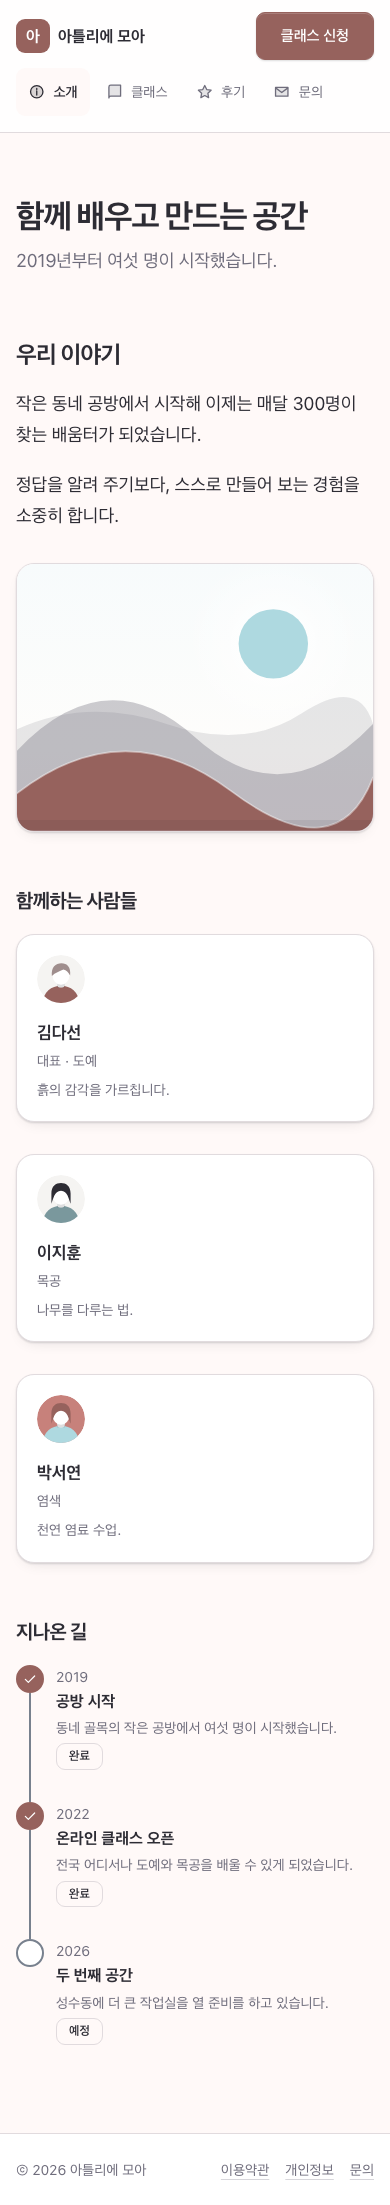 아 아틀리에 모아
클래스 신청
소개 클래스 후기 문의
함께 배우고 만드는 공간
2019년부터 여섯 명이 시작했습니다.
우리 이야기
작은 동네 공방에서 시작해 이제는 매달 300명이
찾는 배움터가 되었습니다.
정답을 알려 주기보다, 스스로 만들어 보는 경험을
소중히 합니다.
함께하는 사람들
김다선
대표 · 도예
흙의 감각을 가르칩니다.
이지훈
목공
나무를 다루는 법.
박서연
염색
천연 염료 수업.
지나온 길
2019
공방 시작
동네 골목의 작은 공방에서 여섯 명이 시작했습니다.
완료
2022
온라인 클래스 오픈
전국 어디서나 도예와 목공을 배울 수 있게 되었습니다.
완료
2026
두 번째 공간
성수동에 더 큰 작업실을 열 준비를 하고 있습니다.
예정
© 2026 아틀리에 모아 이용약관 개인정보 문의